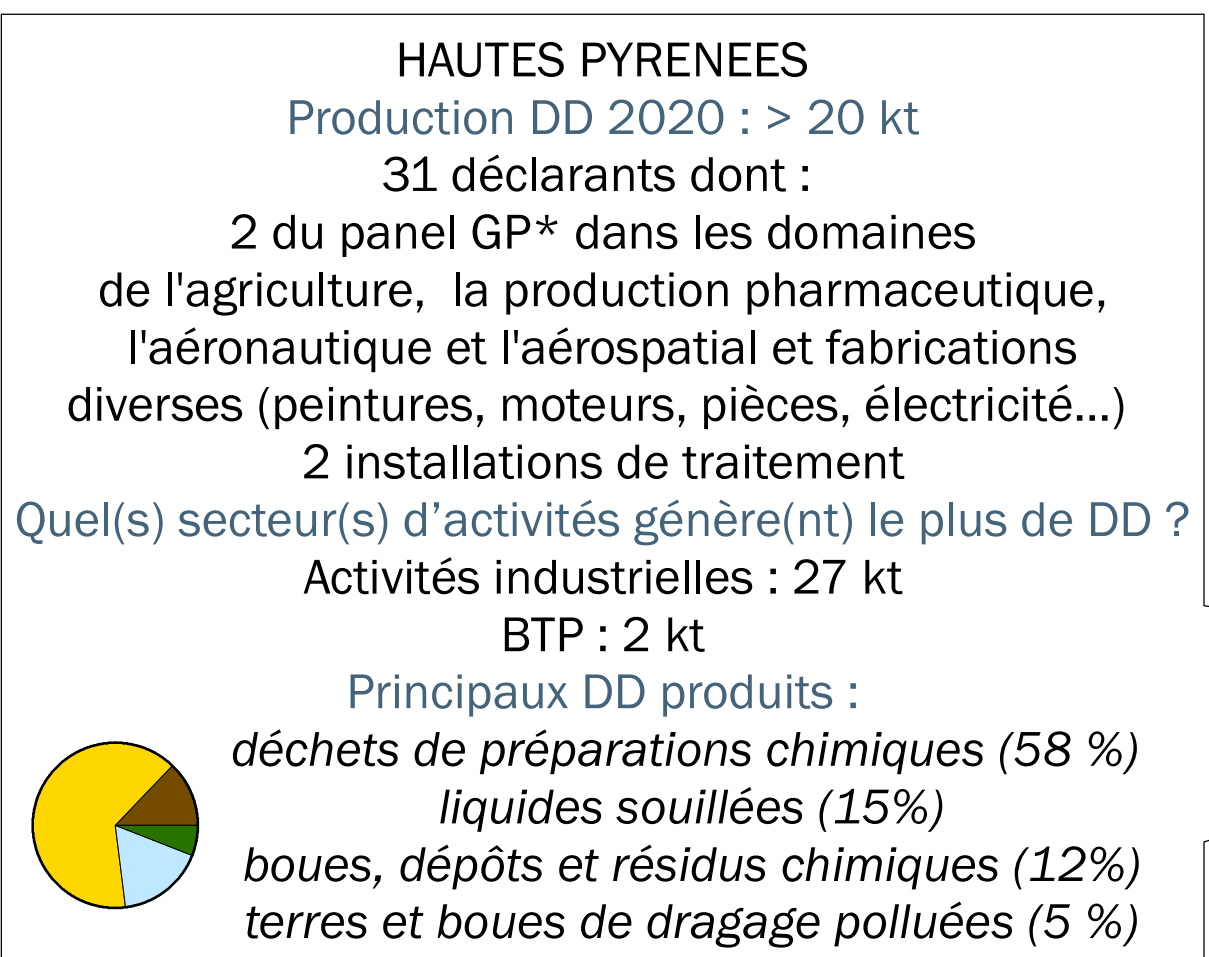 HAUTES PYRENEES
Production DD 2020 : > 20 kt
31 déclarants dont :
2 du panel GP* dans les domaines
de l'agriculture, la production pharmaceutique,
l'aéronautique et l'aérospatial et fabrications
diverses (peintures, moteurs, pièces, électricité...)
2 installations de traitement
Quel(s) secteur(s) d’activités génère(nt) le plus de DD ?
Activités industrielles : 27 kt
BTP : 2 kt
Principaux DD produits :
déchets de préparations chimiques (58 %)
liquides souillées (15%)
boues, dépôts et résidus chimiques (12%)
terres et boues de dragage polluées (5 %)